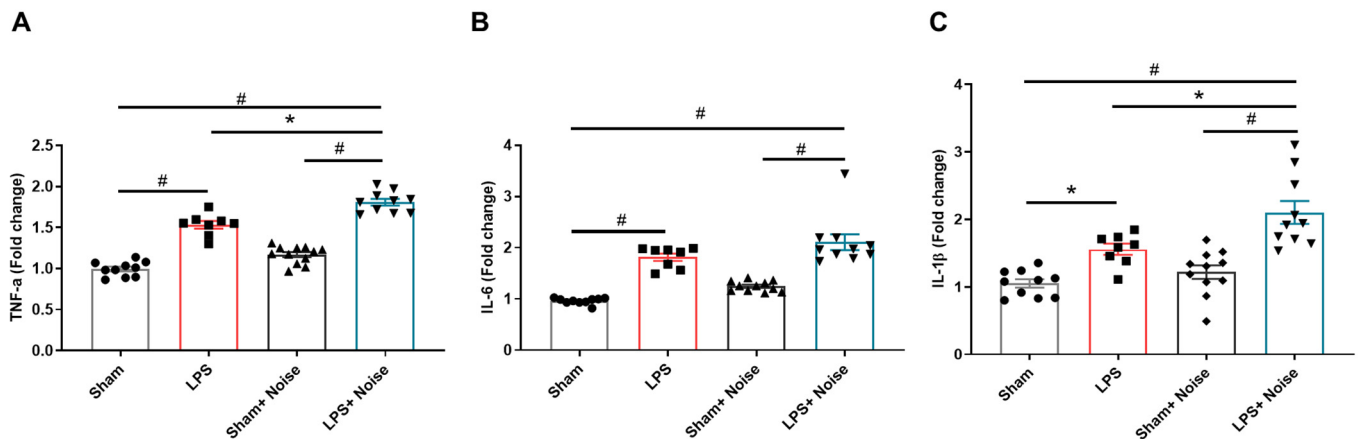 A
#
*
#
#
TNF-a (Fold change)
2.5
2.0
1.5
1.0
0.5
0.0
Sham
LPS
Sham+ Noise
LPS+ Noise
B
#
#
#
IL-6 (Fold change)
4
3
2
1
0
Sham
LPS
Sham+ Noise
LPS+ Noise
C
#
*
#
*
IL-1β (Fold change)
4
3
2
1
0
Sham
LPS
Sham+ Noise
LPS+ Noise